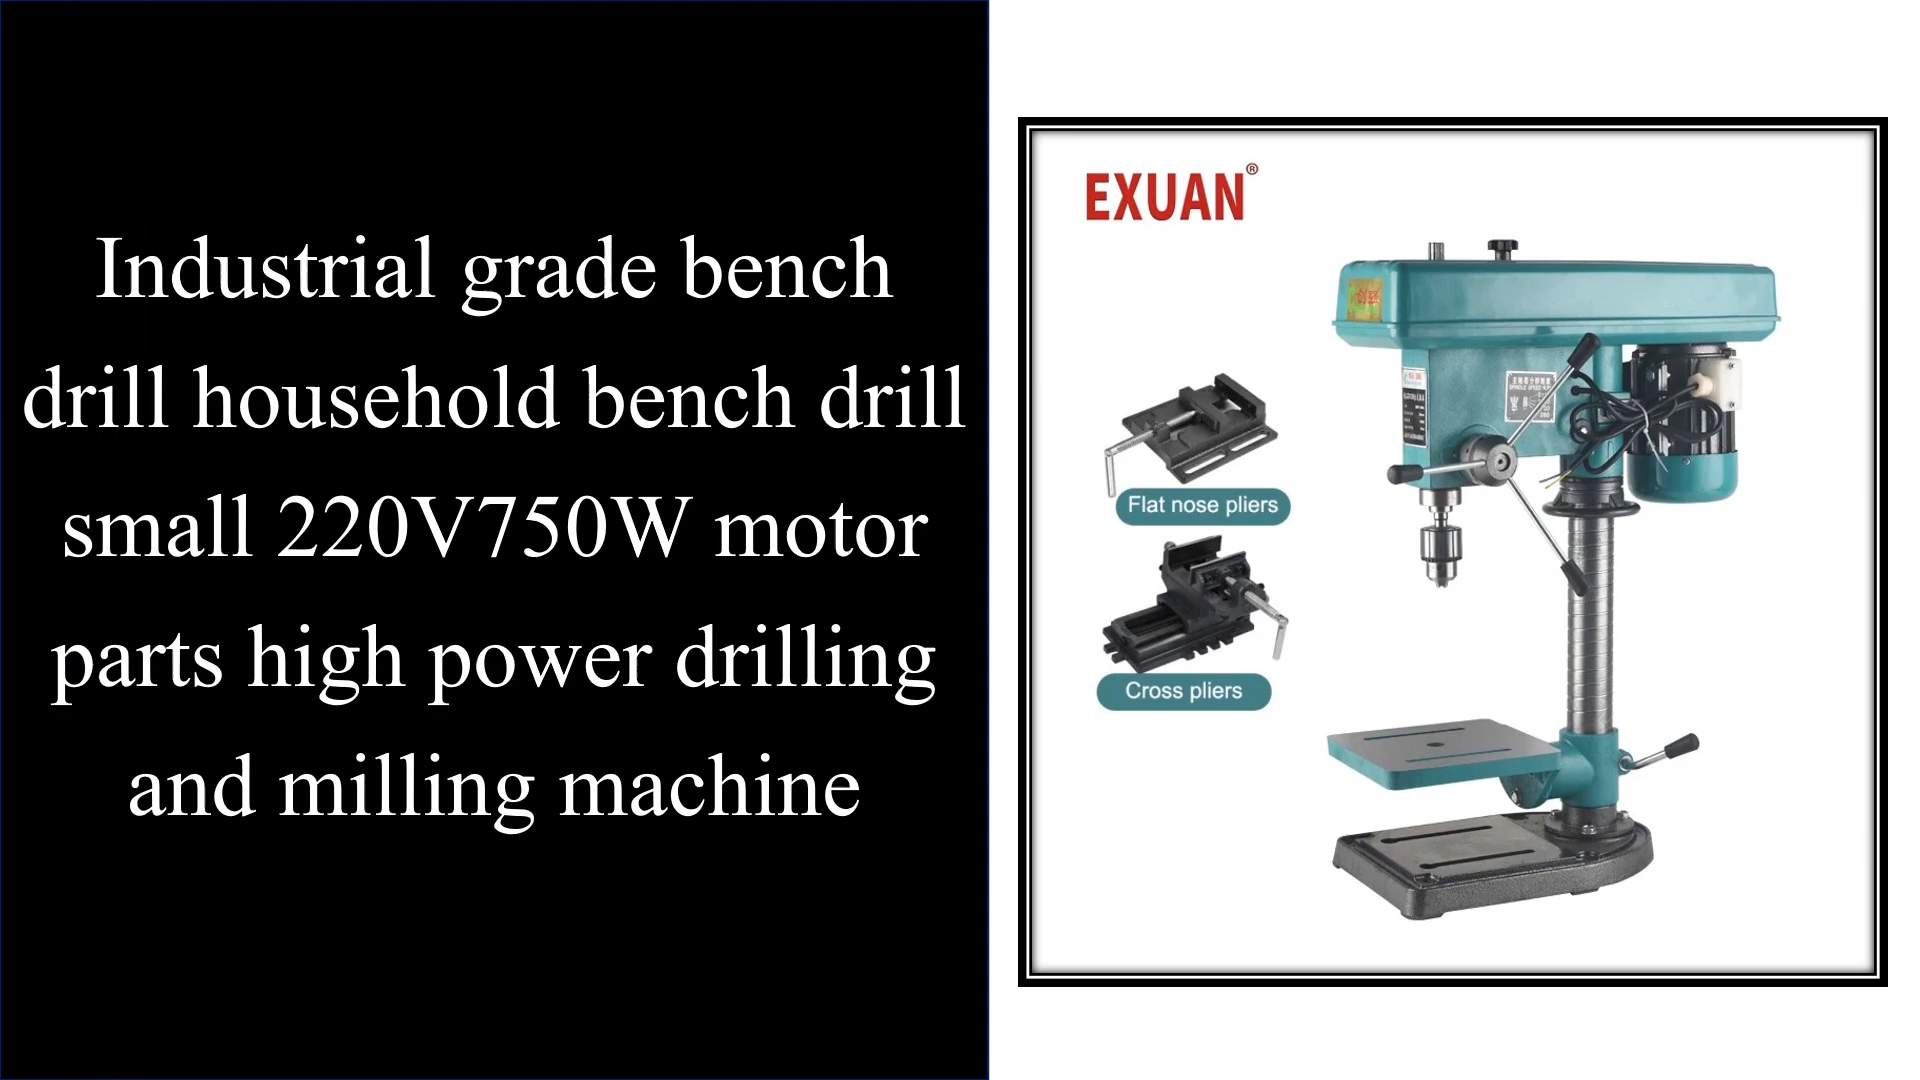 Industrial grade bench
drill household bench drill
small 220V750W motor
parts high power drilling
and milling machine
EXUAN®
Flat nose pliers
Cross pliers